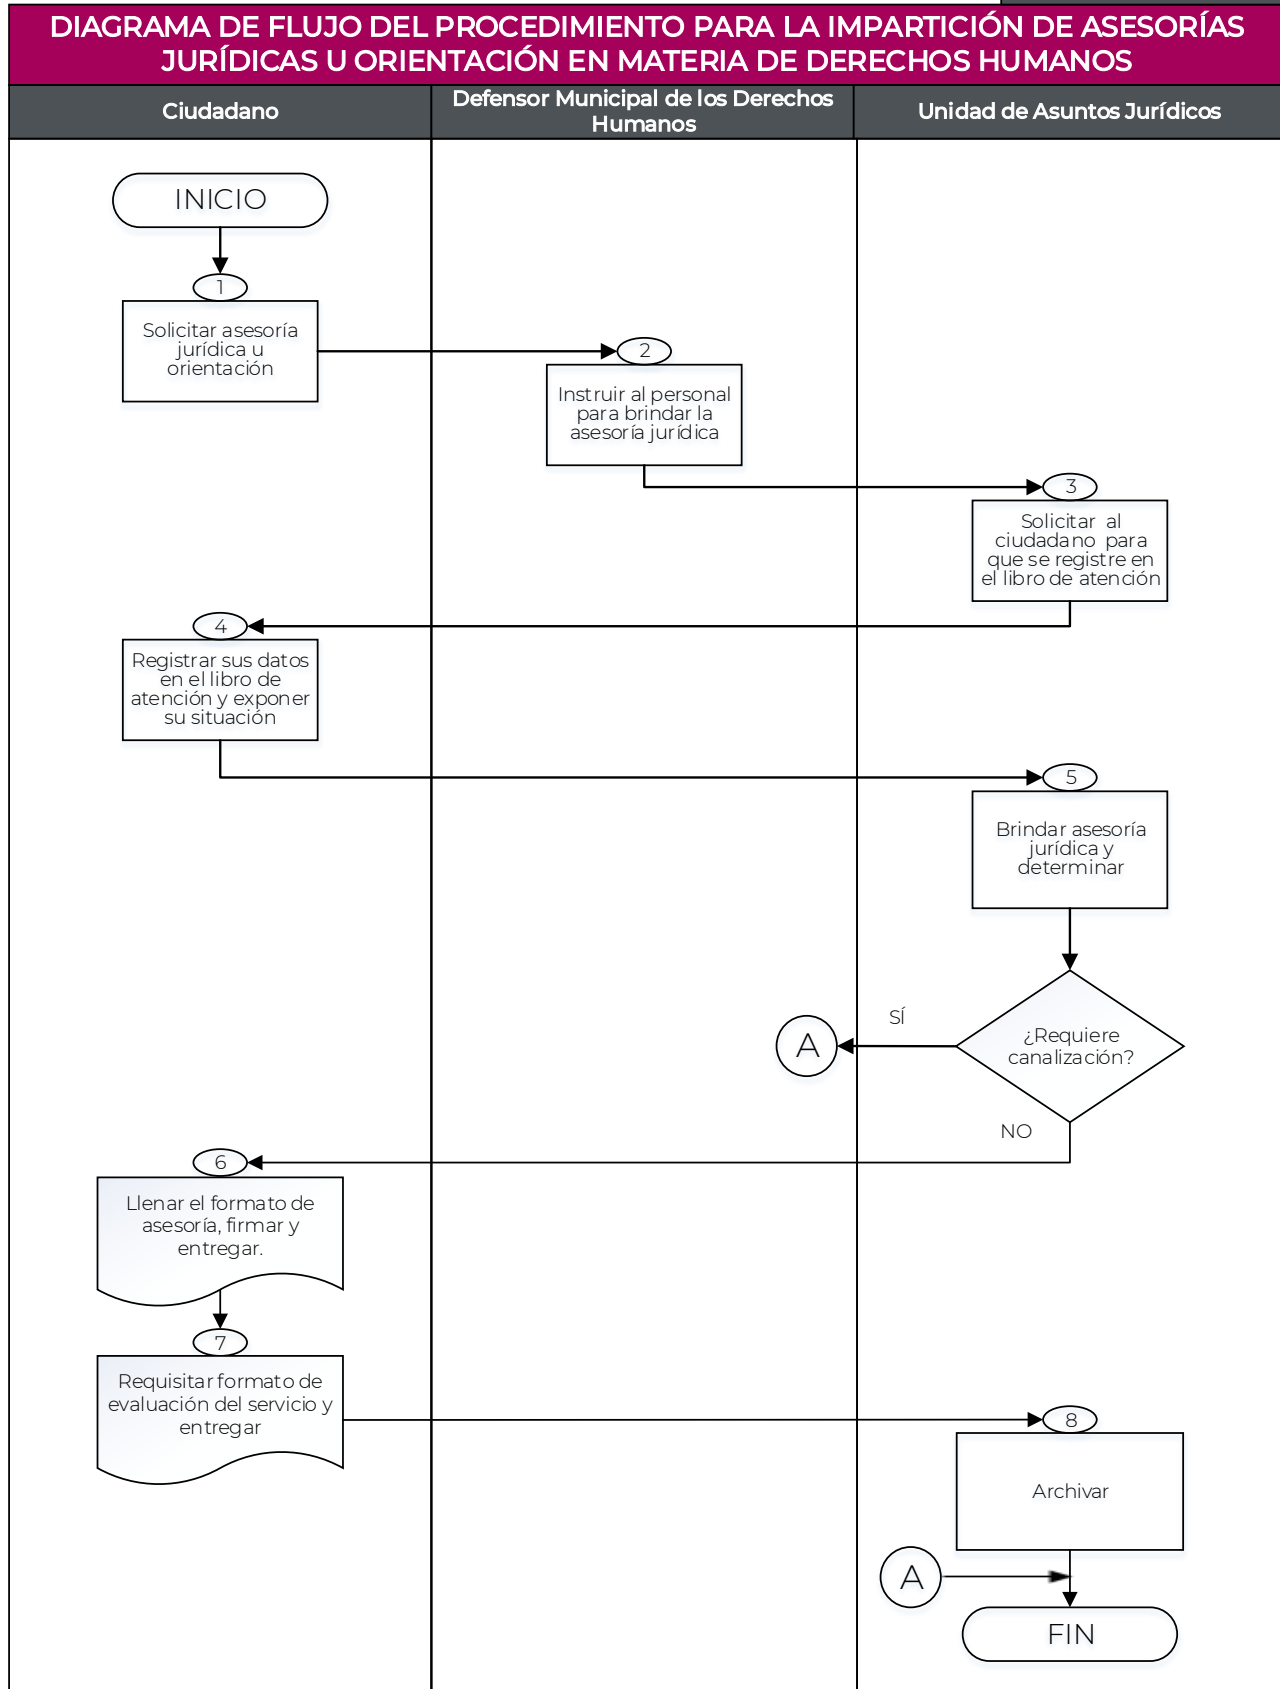 DIAGRAMA DE FLUJO DEL PROCEDIMIENTO PARA LA IMPARTICIÓN DE ASESORÍAS
JURÍDICAS U ORIENTACIÓN EN MATERIA DE DERECHOS HUMANOS
Ciudadano
Defensor Municipal de los Derechos
Humanos
Unidad de Asuntos Jurídicos
INICIO
1
Solicitar asesoría
jurídica u
orientación
2
Instruir al personal
para brindar la
asesoría jurídica
3
Solicitar al
ciudadano para
que se registre en
el libro de atención
4
Registrar sus datos
en el libro de
atención y exponer
su situación
5
Brindar asesoría
jurídica y
determinar
¿Requiere
canalización?
SÍ
A
NO
6
Llenar el formato de
asesoría, firmar y
entregar.
7
Requisitar formato de
evaluación del servicio y
entregar
8
Archivar
A
FIN